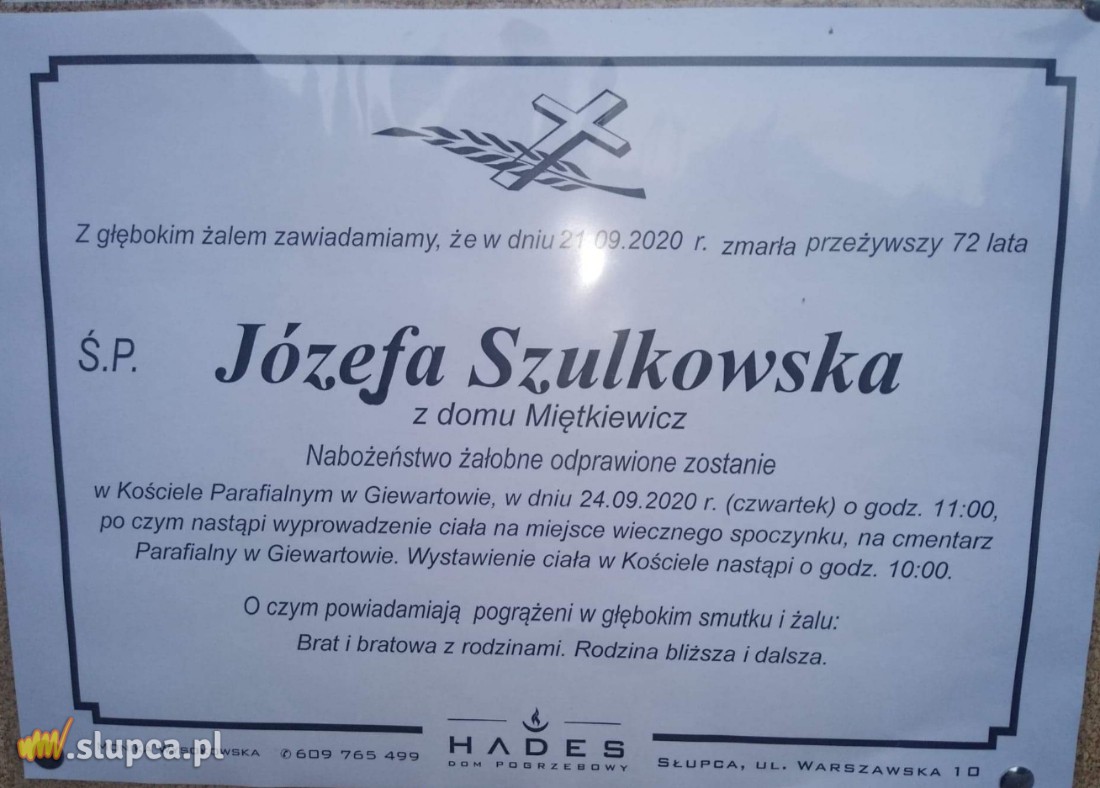 Z głębokim żalem zawiadamiamy, że w dniu 21.09.2020 r. zmarła przeżywszy 72 lata
Ś.P. Józefa Szulkowska
z domu Miętkiewicz
Nabożeństwo żałobne odprawione zostanie
w Kościele Parafialnym w Giewartowie, w dniu 24.09.2020 r. (czwartek) o godz. 11:00,
po czym nastąpi wyprowadzenie ciała na miejsce wiecznego spoczynku, na cmentarz
Parafialny w Giewartowie. Wystawienie ciała w Kościele nastąpi o godz. 10:00.
O czym powiadamiają pogrążeni w głębokim smutku i żalu:
Brat i bratowa z rodzinami. Rodzina bliższa i dalsza.
✆609 765 499
HADES
DOM POGRZEBOWY
SŁUPCA, UL. WARSZAWSKA 10
.slupca.pl